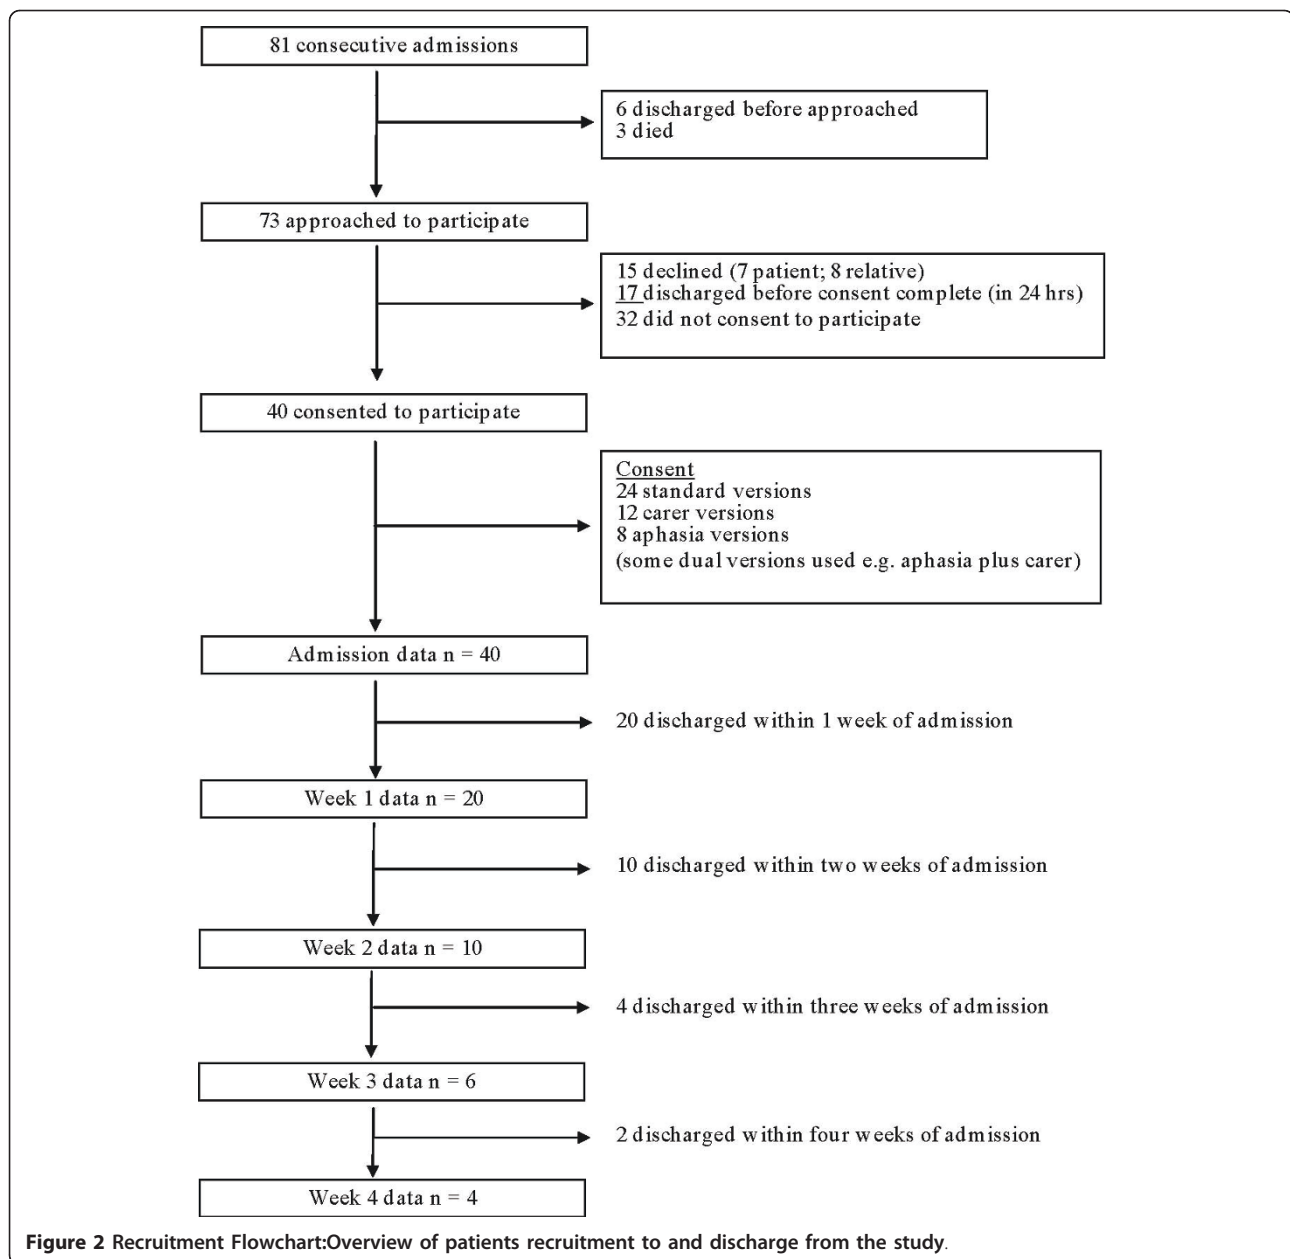 81 consecutive admissions
6 discharged before approached
3 died
73 approached to participate
15 declined (7 patient; 8 relative)
17 discharged before consent complete (in 24 hrs)
32 did not consent to participate
40 consented to participate
Consent
24 standard versions
12 carer versions
8 aphasia versions
(some dual versions used e.g. aphasia plus carer)
Admission data n = 40
20 discharged within 1 week of admission
Week 1 data n = 20
10 discharged within two weeks of admission
Week 2 data n = 10
4 discharged within three weeks of admission
Week 3 data n = 6
2 discharged within four weeks of admission
Week 4 data n = 4
Figure 2 Recruitment Flowchart:Overview of patients recruitment to and discharge from the study.